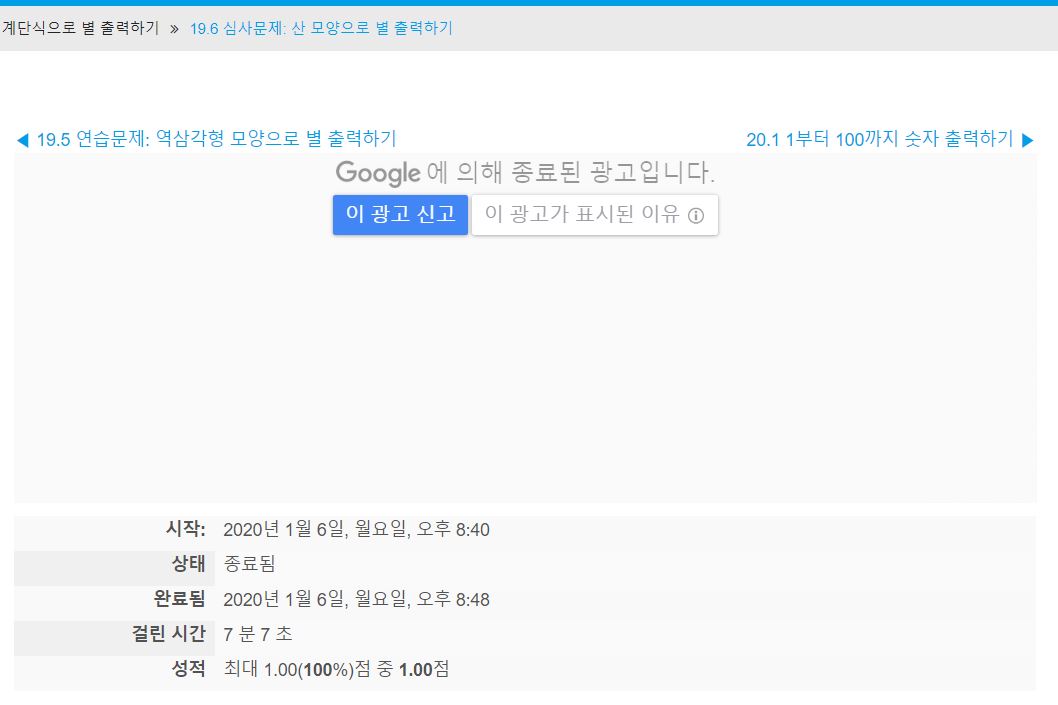 계단식으로 별 출력하기 » 19.6 심사문제: 산 모양으로 별 출력하기
◀ 19.5 연습문제: 역삼각형 모양으로 별 출력하기 20.1 1부터 100까지 숫자 출력하기 ▶
Google 에 의해 종료된 광고입니다.
이 광고 신고 이 광고가 표시된 이유 ⓘ
시작: 2020년 1월 6일, 월요일, 오후 8:40
상태 종료됨
완료됨 2020년 1월 6일, 월요일, 오후 8:48
걸린 시간 7 분 7 초
성적 최대 1.00(100%)점 중 1.00점